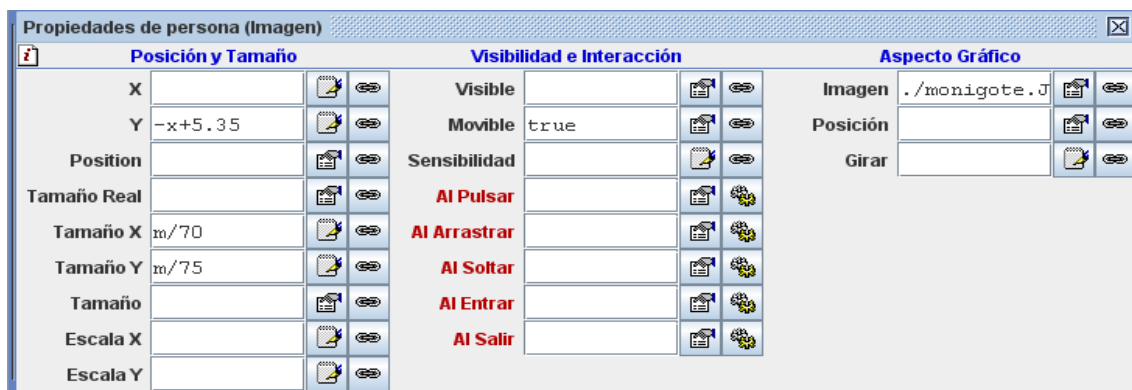 Propiedades de persona (Imagen)
Posición y Tamaño Visibilidad e Interacción Aspecto Gráfico
X Visible Imagen ./monigote.J
Y -x+5.35 Movible true Posición
Position Sensibilidad Girar
Tamaño Real Al Pulsar
Tamaño X m/70 Al Arrastrar
Tamaño Y m/75 Al Soltar
Tamaño Al Entrar
Escala X Al Salir
Escala Y